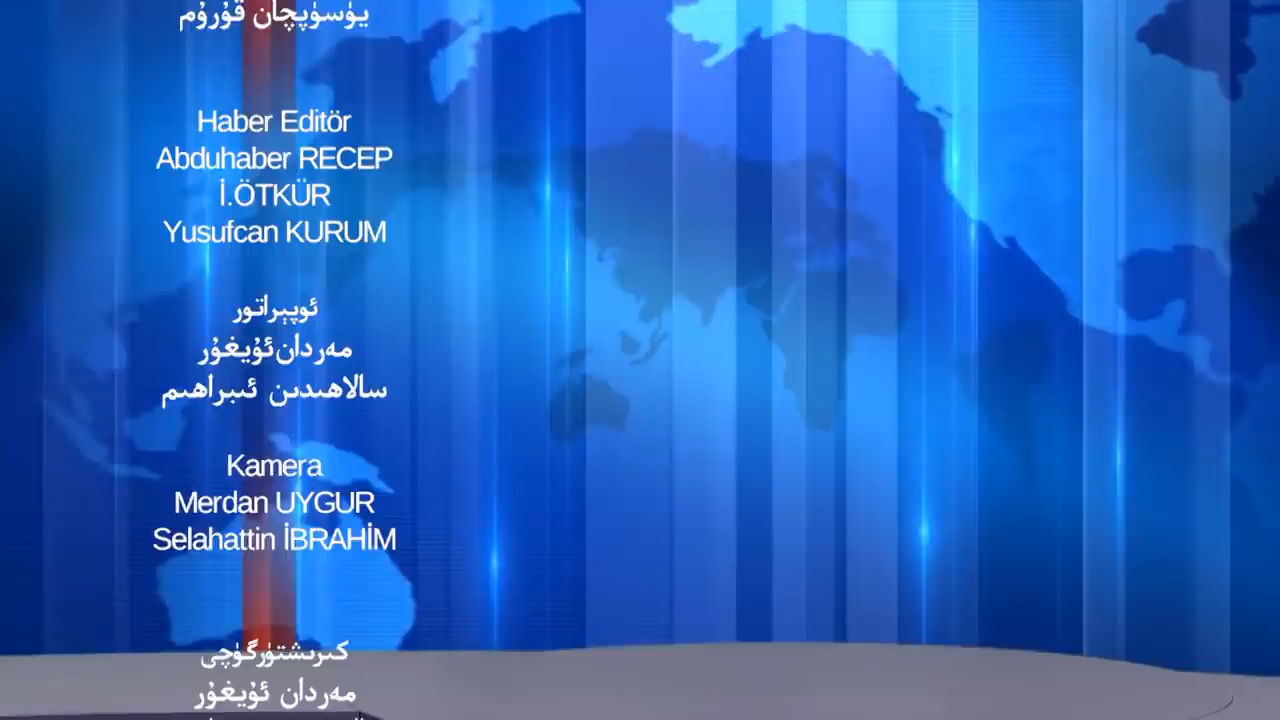 يۈسۈپچان قۇرۇم
Haber Editör
Abduhaber RECEP
İ.ÖTKÜR
Yusufcan KURUM
ئوپېراتور
مەردان ئۇيغۇر
سالاھىدىن ئىبراھىم
Kamera
Merdan UYGUR
Selahattin İBRAHİM
كىرىشتۈرگۈچى
مەردان ئۇيغۇر